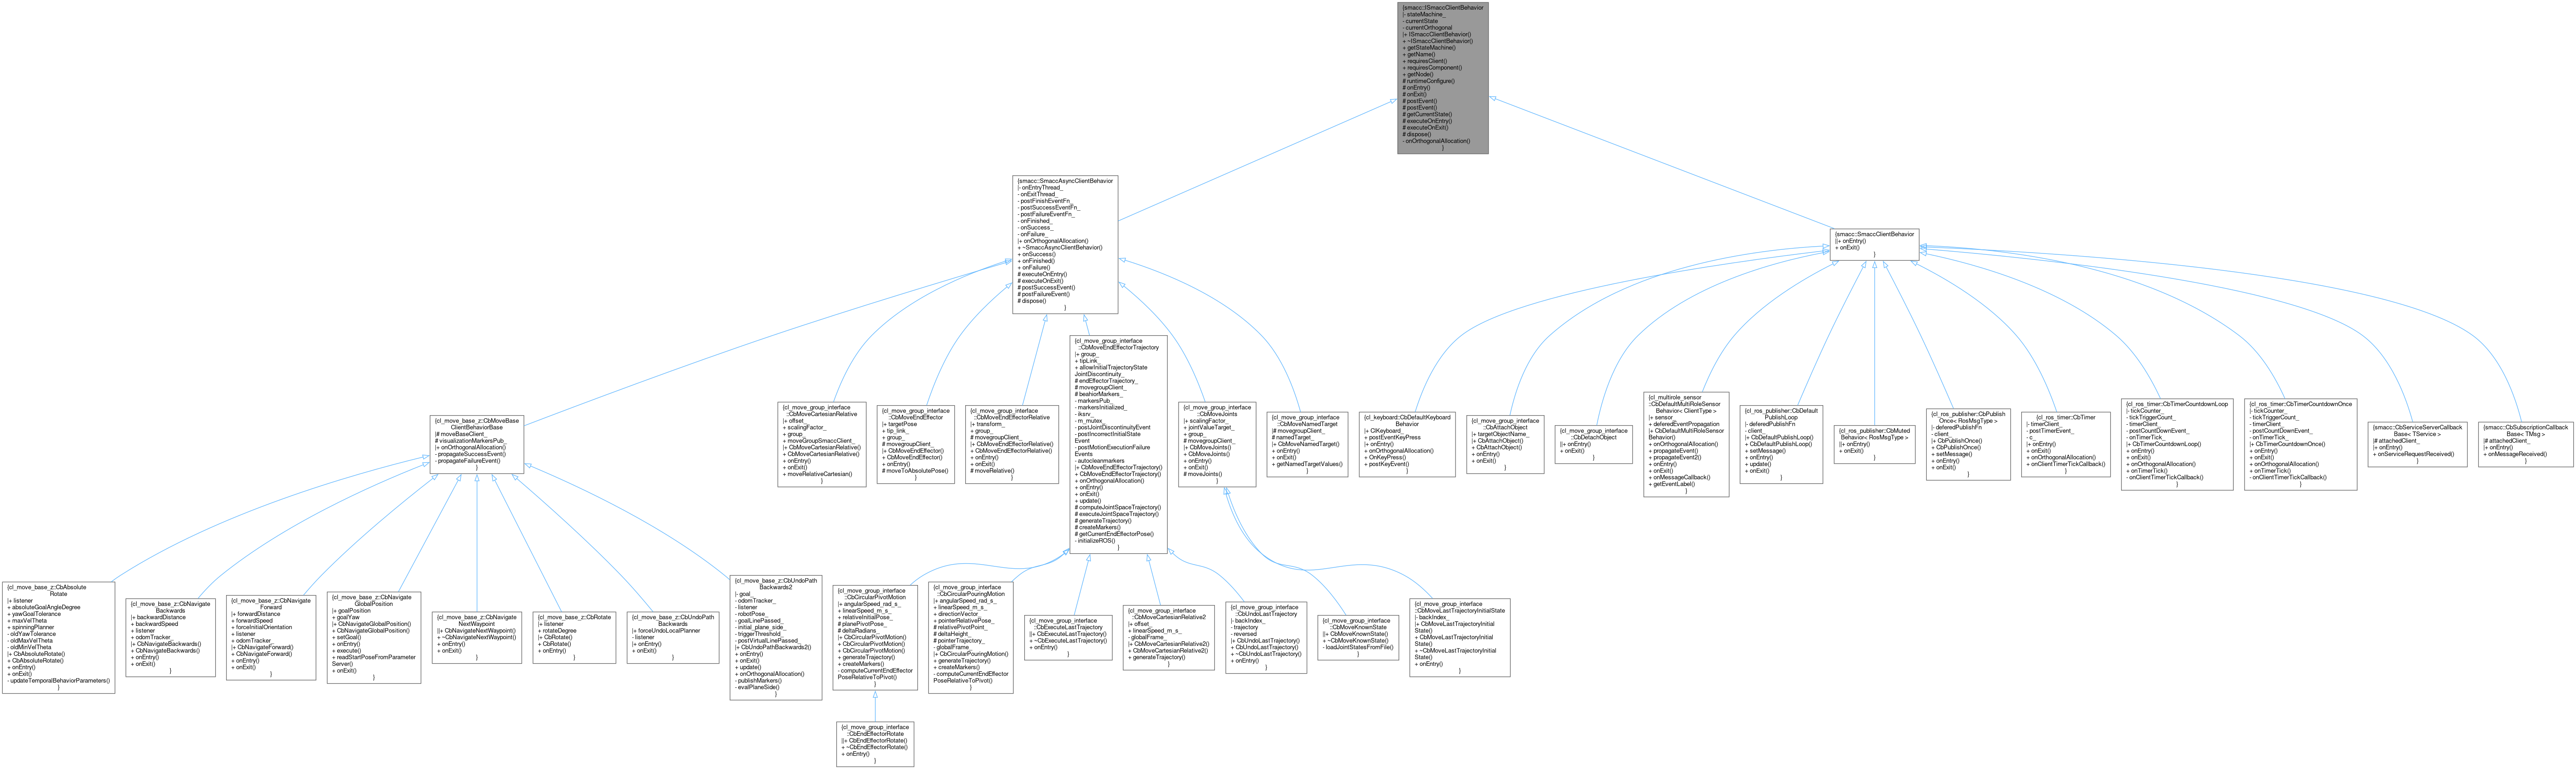 {smacc::ISmaccClientBehavior
|- stateMachine_
- currentState
- currentOrthogonal
|+ ISmaccClientBehavior()
+ ~ISmaccClientBehavior()
+ getStateMachine()
+ getName()
+ requiresClient()
+ requiresComponent()
+ getNode()
# runtimeConfigure()
# onEntry()
# onExit()
# postEvent()
# postEvent()
# getCurrentState()
# executeOnEntry()
# executeOnExit()
# dispose()
- onOrthogonalAllocation()
}
{smacc::SmaccAsyncClientBehavior
|- onEntryThread_
- onExitThread_
- postFinishEventFn_
- postSuccessEventFn_
- postFailureEventFn_
- onFinished_
- onSuccess_
- onFailure_
|+ onOrthogonalAllocation()
+ ~SmaccAsyncClientBehavior()
+ onSuccess()
+ onFinished()
+ onFailure()
# executeOnEntry()
# executeOnExit()
# postSuccessEvent()
# postFailureEvent()
# dispose()
}
{smacc::SmaccClientBehavior
||+ onEntry()
+ onExit()
}
{cl_move_base_z::CbMoveBase
ClientBehaviorBase
|# moveBaseClient_
# visualizationMarkersPub_
|+ onOrthogonalAllocation()
- propagateSuccessEvent()
- propagateFailureEvent()
}
{cl_move_group_interface
::CbMoveCartesianRelative
|+ offset_
+ scalingFactor_
+ group_
- moveGroupSmaccClient_
|+ CbMoveCartesianRelative()
+ CbMoveCartesianRelative()
+ onEntry()
+ onExit()
+ moveRelativeCartesian()
}
{cl_move_group_interface
::CbMoveEndEffector
|+ targetPose
+ tip_link_
+ group_
# movegroupClient_
|+ CbMoveEndEffector()
+ CbMoveEndEffector()
+ onEntry()
# moveToAbsolutePose()
}
{cl_move_group_interface
::CbMoveEndEffectorRelative
|+ transform_
+ group_
# movegroupClient_
|+ CbMoveEndEffectorRelative()
+ CbMoveEndEffectorRelative()
+ onEntry()
+ onExit()
# moveRelative()
}
{cl_move_group_interface
::CbMoveEndEffectorTrajectory
|+ group_
+ tipLink_
+ allowInitialTrajectoryState
JointDiscontinuity_
# endEffectorTrajectory_
# movegroupClient_
# beahiorMarkers_
- markersPub_
- markersInitialized_
- iksrv_
- m_mutex_
- postJointDiscontinuityEvent
- postIncorrectInitialState
Event
- postMotionExecutionFailure
Events
- autocleanmarkers
|+ CbMoveEndEffectorTrajectory()
+ CbMoveEndEffectorTrajectory()
+ onOrthogonalAllocation()
+ onEntry()
+ onExit()
+ update()
# computeJointSpaceTrajectory()
# executeJointSpaceTrajectory()
# generateTrajectory()
# createMarkers()
# getCurrentEndEffectorPose()
- initializeROS()
}
{cl_move_group_interface
::CbMoveJoints
|+ scalingFactor_
+ jointValueTarget_
+ group_
# movegroupClient_
|+ CbMoveJoints()
+ CbMoveJoints()
+ onEntry()
+ onExit()
# moveJoints()
}
{cl_move_group_interface
::CbMoveNamedTarget
|# movegroupClient_
# namedTarget_
|+ CbMoveNamedTarget()
+ onEntry()
+ onExit()
+ getNamedTargetValues()
}
{cl_keyboard::CbDefaultKeyboard
Behavior
|+ ClKeyboard_
+ postEventKeyPress
|+ onEntry()
+ onOrthogonalAllocation()
+ OnKeyPress()
+ postKeyEvent()
}
{cl_move_group_interface
::CbAttachObject
|+ targetObjectName_
|+ CbAttachObject()
+ CbAttachObject()
+ onEntry()
+ onExit()
}
{cl_move_group_interface
::CbDetachObject
||+ onEntry()
+ onExit()
}
{cl_multirole_sensor
::CbDefaultMultiRoleSensor
Behavior< ClientType >
|+ sensor_
+ deferedEventPropagation
|+ CbDefaultMultiRoleSensor
Behavior()
+ onOrthogonalAllocation()
+ propagateEvent()
+ propagateEvent2()
+ onEntry()
+ onExit()
+ onMessageCallback()
+ getEventLabel()
}
{cl_ros_publisher::CbDefault
PublishLoop
|- deferedPublishFn
- client_
|+ CbDefaultPublishLoop()
+ CbDefaultPublishLoop()
+ setMessage()
+ onEntry()
+ update()
+ onExit()
}
{cl_ros_publisher::CbMuted
Behavior< RosMsgType >
||+ onEntry()
+ onExit()
}
{cl_ros_publisher::CbPublish
Once< RosMsgType >
|- deferedPublishFn
- client_
|+ CbPublishOnce()
+ CbPublishOnce()
+ setMessage()
+ onEntry()
+ onExit()
}
{cl_ros_timer::CbTimer
|- timerClient_
- postTimerEvent_
- c_
|+ onEntry()
+ onExit()
+ onOrthogonalAllocation()
+ onClientTimerTickCallback()
}
{cl_ros_timer::CbTimerCountdownLoop
|- tickCounter_
- tickTriggerCount_
- timerClient_
- postCountDownEvent_
- onTimerTick_
|+ CbTimerCountdownLoop()
+ onEntry()
+ onExit()
+ onOrthogonalAllocation()
+ onTimerTick()
- onClientTimerTickCallback()
}
{cl_ros_timer::CbTimerCountdownOnce
|- tickCounter_
- tickTriggerCount_
- timerClient_
- postCountDownEvent_
- onTimerTick_
|+ CbTimerCountdownOnce()
+ onEntry()
+ onExit()
+ onOrthogonalAllocation()
+ onTimerTick()
- onClientTimerTickCallback()
}
{smacc::CbServiceServerCallback
Base< TService >
|# attachedClient_
|+ onEntry()
+ onServiceRequestReceived()
}
{smacc::CbSubscriptionCallback
Base< TMsg >
|# attachedClient_
|+ onEntry()
+ onMessageReceived()
}
{cl_move_base_z::CbAbsolute
Rotate
|+ listener
+ absoluteGoalAngleDegree
+ yawGoalTolerance
+ maxVelTheta
+ spinningPlanner
- oldYawTolerance
- oldMaxVelTheta
- oldMinVelTheta
|+ CbAbsoluteRotate()
+ CbAbsoluteRotate()
+ onEntry()
+ onExit()
- updateTemporalBehaviorParameters()
}
{cl_move_base_z::CbNavigate
Backwards
|+ backwardDistance
+ backwardSpeed
+ listener
+ odomTracker_
|+ CbNavigateBackwards()
+ CbNavigateBackwards()
+ onEntry()
+ onExit()
}
{cl_move_base_z::CbNavigate
Forward
|+ forwardDistance
+ forwardSpeed
+ forceInitialOrientation
+ listener
+ odomTracker_
|+ CbNavigateForward()
+ CbNavigateForward()
+ onEntry()
+ onExit()
}
{cl_move_base_z::CbNavigate
GlobalPosition
|+ goalPosition
+ goalYaw
|+ CbNavigateGlobalPosition()
+ CbNavigateGlobalPosition()
+ setGoal()
+ onEntry()
+ execute()
+ readStartPoseFromParameter
Server()
+ onExit()
}
{cl_move_base_z::CbNavigate
NextWaypoint
||+ CbNavigateNextWaypoint()
+ ~CbNavigateNextWaypoint()
+ onEntry()
+ onExit()
}
{cl_move_base_z::CbRotate
|+ listener
+ rotateDegree
|+ CbRotate()
+ CbRotate()
+ onEntry()
}
{cl_move_base_z::CbUndoPath
Backwards
|+ forceUndoLocalPlanner
- listener
|+ onEntry()
+ onExit()
}
{cl_move_base_z::CbUndoPath
Backwards2
|- goal_
- odomTracker_
- listener
- robotPose_
- goalLinePassed_
- initial_plane_side_
- triggerThreshold_
- postVirtualLinePassed_
|+ CbUndoPathBackwards2()
+ onEntry()
+ onExit()
+ update()
+ onOrthogonalAllocation()
- publishMarkers()
- evalPlaneSide()
}
{cl_move_group_interface
::CbCircularPivotMotion
|+ angularSpeed_rad_s_
+ linearSpeed_m_s_
+ relativeInitialPose_
# planePivotPose_
# deltaRadians_
|+ CbCircularPivotMotion()
+ CbCircularPivotMotion()
+ CbCircularPivotMotion()
+ generateTrajectory()
+ createMarkers()
- computeCurrentEndEffector
PoseRelativeToPivot()
}
{cl_move_group_interface
::CbCircularPouringMotion
|+ angularSpeed_rad_s_
+ linearSpeed_m_s_
+ directionVector_
+ pointerRelativePose_
# relativePivotPoint_
# deltaHeight_
# pointerTrajectory_
- globalFrame_
|+ CbCircularPouringMotion()
+ generateTrajectory()
+ createMarkers()
- computeCurrentEndEffector
PoseRelativeToPivot()
}
{cl_move_group_interface
::CbExecuteLastTrajectory
||+ CbExecuteLastTrajectory()
+ ~CbExecuteLastTrajectory()
+ onEntry()
}
{cl_move_group_interface
::CbMoveCartesianRelative2
|+ offset_
+ linearSpeed_m_s_
- globalFrame_
|+ CbMoveCartesianRelative2()
+ CbMoveCartesianRelative2()
+ generateTrajectory()
}
{cl_move_group_interface
::CbUndoLastTrajectory
|- backIndex_
- trajectory
- reversed
|+ CbUndoLastTrajectory()
+ CbUndoLastTrajectory()
+ ~CbUndoLastTrajectory()
+ onEntry()
}
{cl_move_group_interface
::CbMoveKnownState
||+ CbMoveKnownState()
+ ~CbMoveKnownState()
- loadJointStatesFromFile()
}
{cl_move_group_interface
::CbMoveLastTrajectoryInitialState
|- backIndex_
|+ CbMoveLastTrajectoryInitial
State()
+ CbMoveLastTrajectoryInitial
State()
+ ~CbMoveLastTrajectoryInitial
State()
+ onEntry()
}
{cl_move_group_interface
::CbEndEffectorRotate
||+ CbEndEffectorRotate()
+ ~CbEndEffectorRotate()
+ onEntry()
}